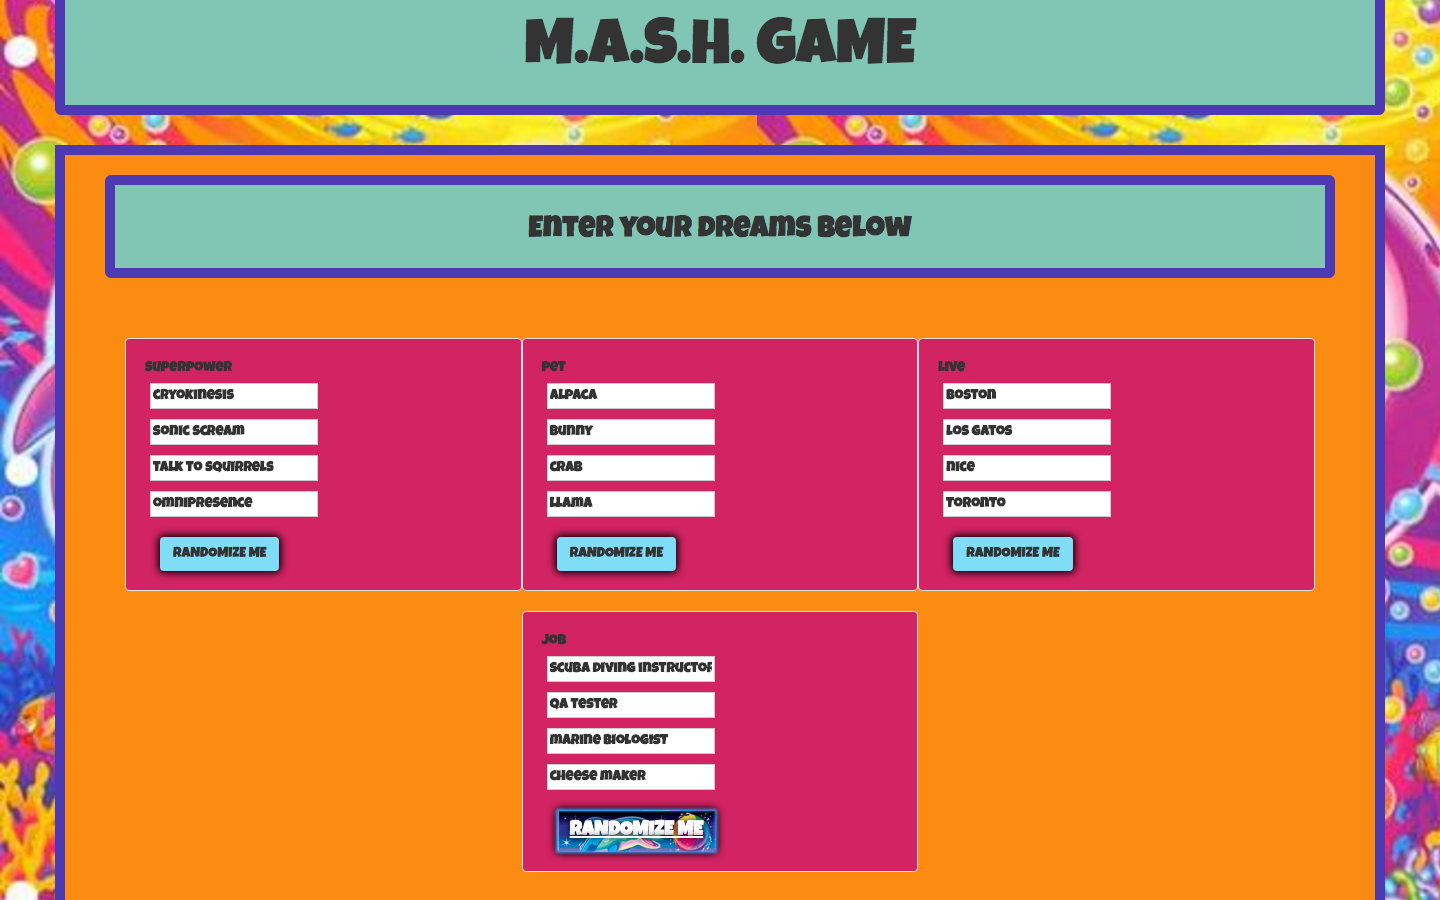 M.A.S.H. GAME
Enter your dreams below
Superpower
Cryokinesis
Sonic scream
Talk to squirrels
Omnipresence
RANDOMIZE ME
Pet
Alpaca
Bunny
Crab
Llama
RANDOMIZE ME
Live
Boston
Los Gatos
Nice
Toronto
RANDOMIZE ME
Job
Scuba diving instructor
QA tester
Marine biologist
Cheese maker
RANDOMIZE ME